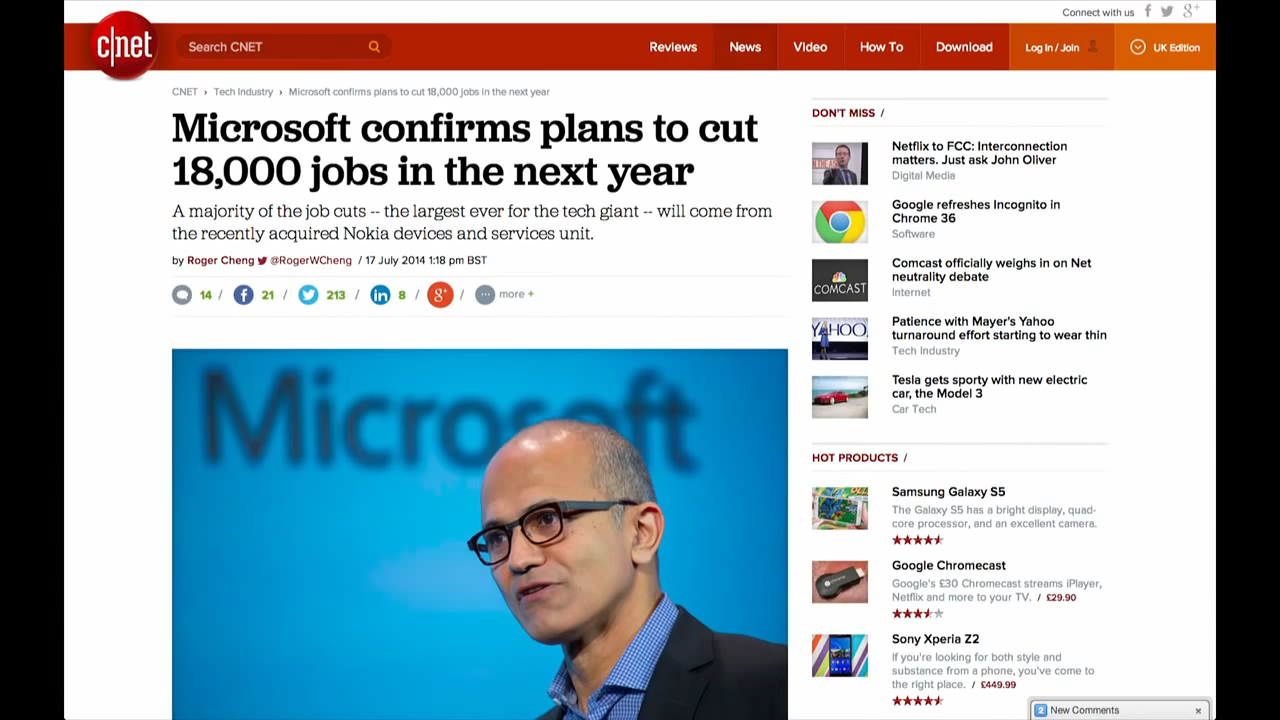 Connect with us
c|net
Search CNET
Reviews
News
Video
How To
Download
Log In / Join
UK Edition
CNET › Tech Industry › Microsoft confirms plans to cut 18,000 jobs in the next year
Microsoft confirms plans to cut
18,000 jobs in the next year
A majority of the job cuts -- the largest ever for the tech giant -- will come from
the recently acquired Nokia devices and services unit.
by Roger Cheng @RogerWCheng / 17 July 2014 1:18 pm BST
14 / 21 / 213 / 8 / / more +
Microsoft
DON'T MISS /
Netflix to FCC: Interconnection
matters. Just ask John Oliver
Digital Media
Google refreshes Incognito in
Chrome 36
Software
COMCAST
Comcast officially weighs in on Net
neutrality debate
Internet
YAHOO
Patience with Mayer's Yahoo
turnaround effort starting to wear thin
Tech Industry
Tesla gets sporty with new electric
car, the Model 3
Car Tech
HOT PRODUCTS /
Samsung Galaxy S5
The Galaxy S5 has a bright display, quad-
core processor, and an excellent camera.
Google Chromecast
Google's £30 Chromecast streams iPlayer,
Netflix and more to your TV. / £29.90
Sony Xperia Z2
If you're looking for both style and
substance from a phone, you've come to
the right place. / £449.99
2 New Comments ×